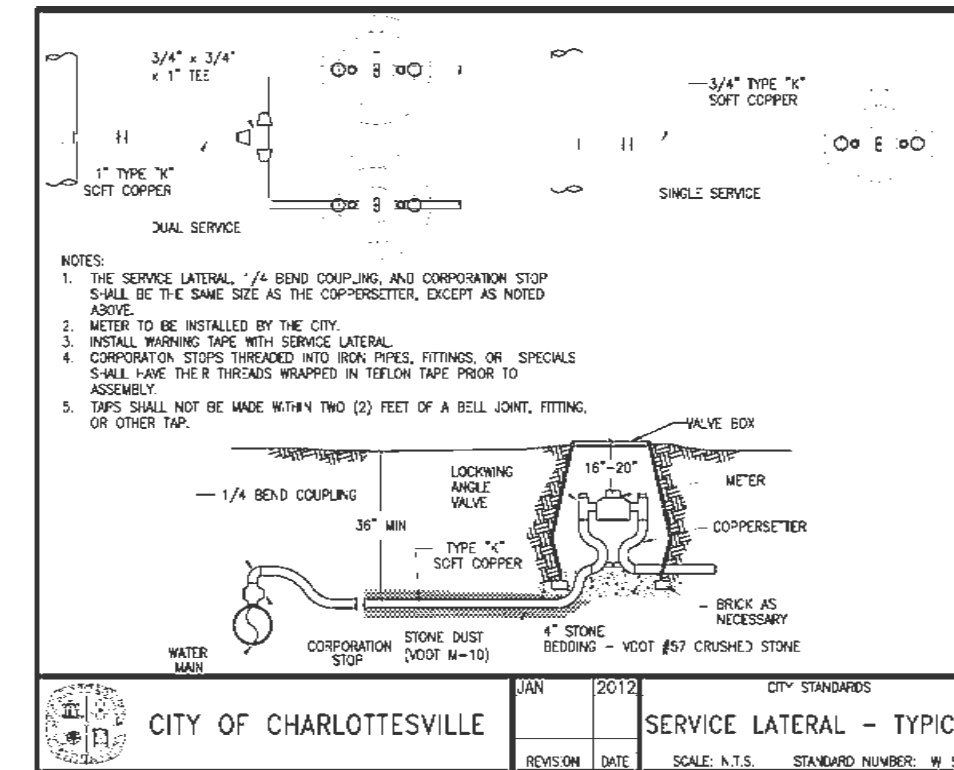 3/4" x 3/4"
x 1" TEE
1" TYPE "K"
SOFT COPPER
DUAL SERVICE
3/4" TYPE "K"
SOFT COPPER
SINGLE SERVICE
NOTES:
1. THE SERVICE LATERAL, 1/4 BEND COUPLING, AND CORPORATION STOP
SHALL BE THE SAME SIZE AS THE COPPERSETTER, EXCEPT AS NOTED
ABOVE.
2. METER TO BE INSTALLED BY THE CITY.
3. INSTALL WARNING TAPE WITH SERVICE LATERAL.
4. CORPORATON STOPS THREADED INTO IRON PIPES, FITTINGS, OR SPECIALS
SHALL HAVE THEIR THREADS WRAPPED IN TEFLON TAPE PRIOR TO
ASSEMBLY.
5. TAPS SHALL NOT BE MADE WITHIN TWO (2) FEET OF A BELL JOINT, FITTING,
OR OTHER TAP.
VALVE BOX
16"-20"
LOCKWING
ANGLE
VALVE
METER
1/4 BEND COUPLING
36" MIN
COPPERSETTER
TYPE "K"
SOFT COPPER
BRICK AS
NECESSARY
WATER
MAIN
CORPORATION
STOP
STONE DUST
(VDOT M-10)
4" STONE
BEDDING - VDOT #57 CRUSHED STONE
CITY OF CHARLOTTESVILLE
JAN 2012
REVISION DATE
CITY STANDARDS
SERVICE LATERAL - TYPIC
SCALE: N.T.S. STANDARD NUMBER: W_5